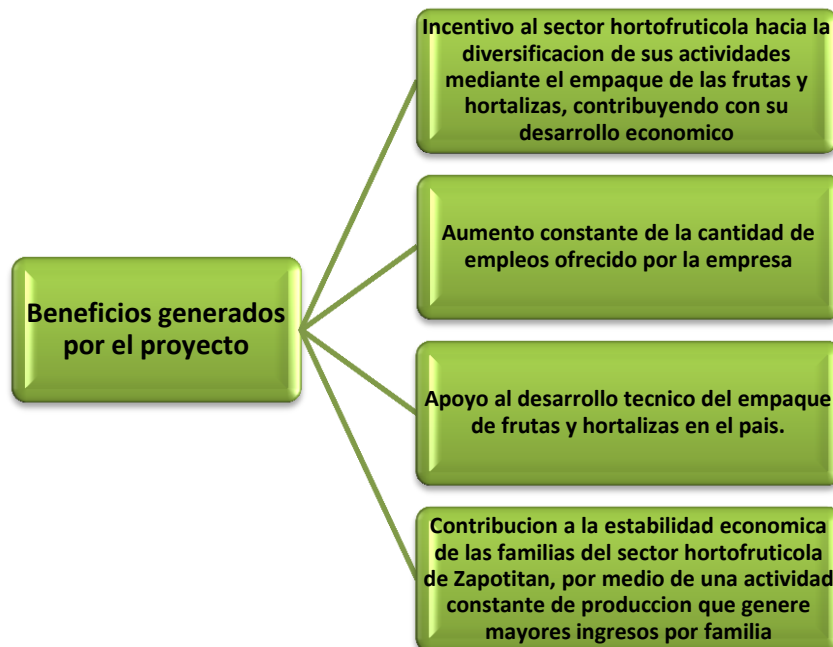 Beneficios generados
por el proyecto
Incentivo al sector hortofruticola hacia la
diversificacion de sus actividades
mediante el empaque de las frutas y
hortalizas, contribuyendo con su
desarrollo economico
Aumento constante de la cantidad de
empleos ofrecido por la empresa
Apoyo al desarrollo tecnico del empaque
de frutas y hortalizas en el pais.
Contribucion a la estabilidad economica
de las familias del sector hortofruticola
de Zapotitan, por medio de una actividad
constante de produccion que genere
mayores ingresos por familia